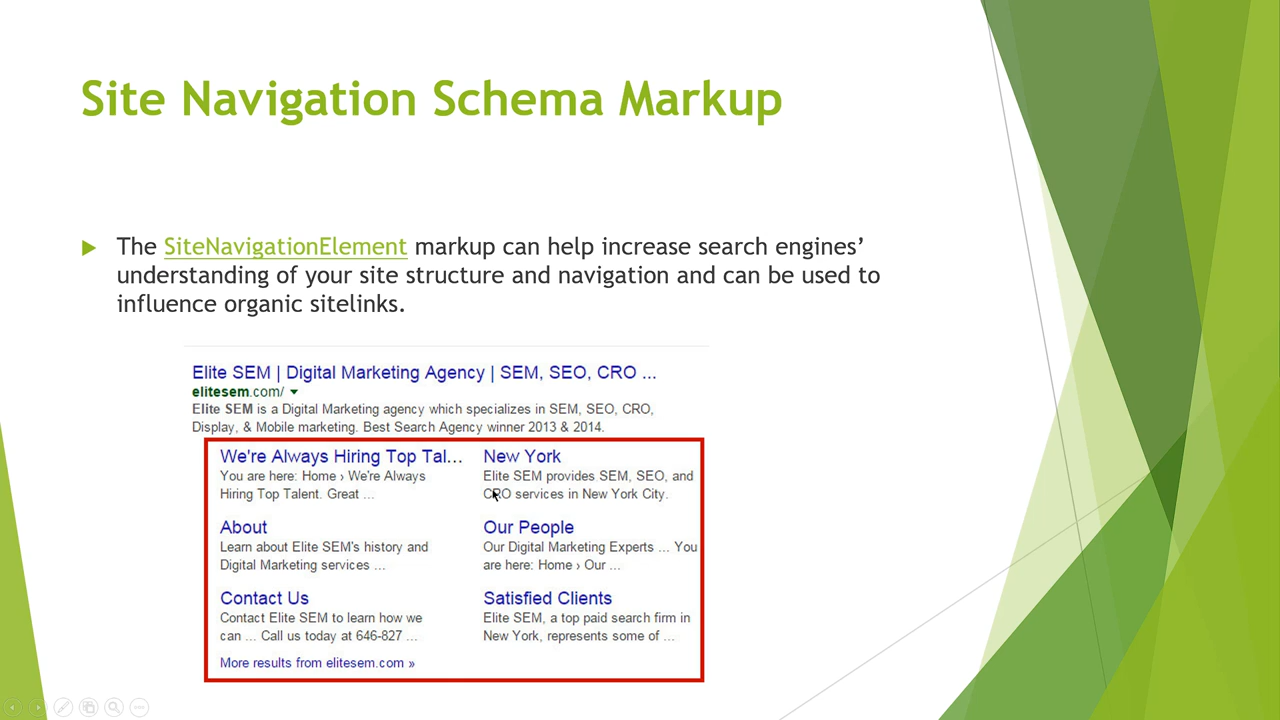 Site Navigation Schema Markup
The SiteNavigationElement markup can help increase search engines’
understanding of your site structure and navigation and can be used to
influence organic sitelinks.
Elite SEM | Digital Marketing Agency | SEM, SEO, CRO ...
elitesem.com/
Elite SEM is a Digital Marketing agency which specializes in SEM, SEO, CRO,
Display, & Mobile marketing. Best Search Agency winner 2013 & 2014.
We're Always Hiring Top Tal...
You are here: Home › We're Always
Hiring Top Talent. Great ...
New York
Elite SEM provides SEM, SEO, and
CRO services in New York City.
About
Learn about Elite SEM's history and
Digital Marketing services ...
Our People
Our Digital Marketing Experts ... You
are here: Home › Our ...
Contact Us
Contact Elite SEM to learn how we
can ... Call us today at 646-827 ...
Satisfied Clients
Elite SEM, a top paid search firm in
New York, represents some of ...
More results from elitesem.com »